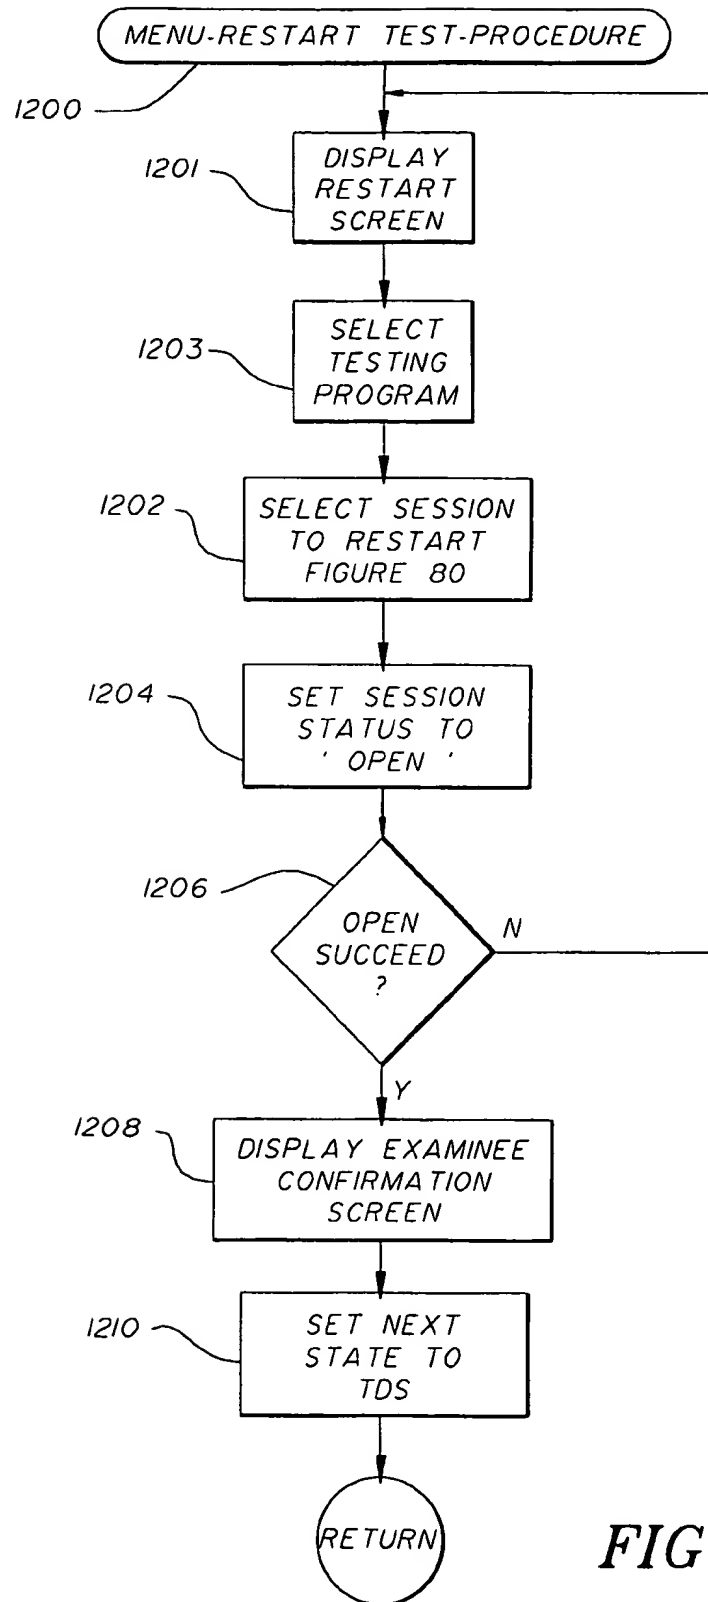 MENU-RESTART TEST-PROCEDURE
1200
1201
DISPLAY
RESTART
SCREEN
1203
SELECT
TESTING
PROGRAM
1202
SELECT SESSION
TO RESTART
FIGURE 80
1204
SET SESSION
STATUS TO
' OPEN '
1206
OPEN
SUCCEED
?
N
Y
1208
DISPLAY EXAMINEE
CONFIRMATION
SCREEN
1210
SET NEXT
STATE TO
TDS
RETURN
FIG